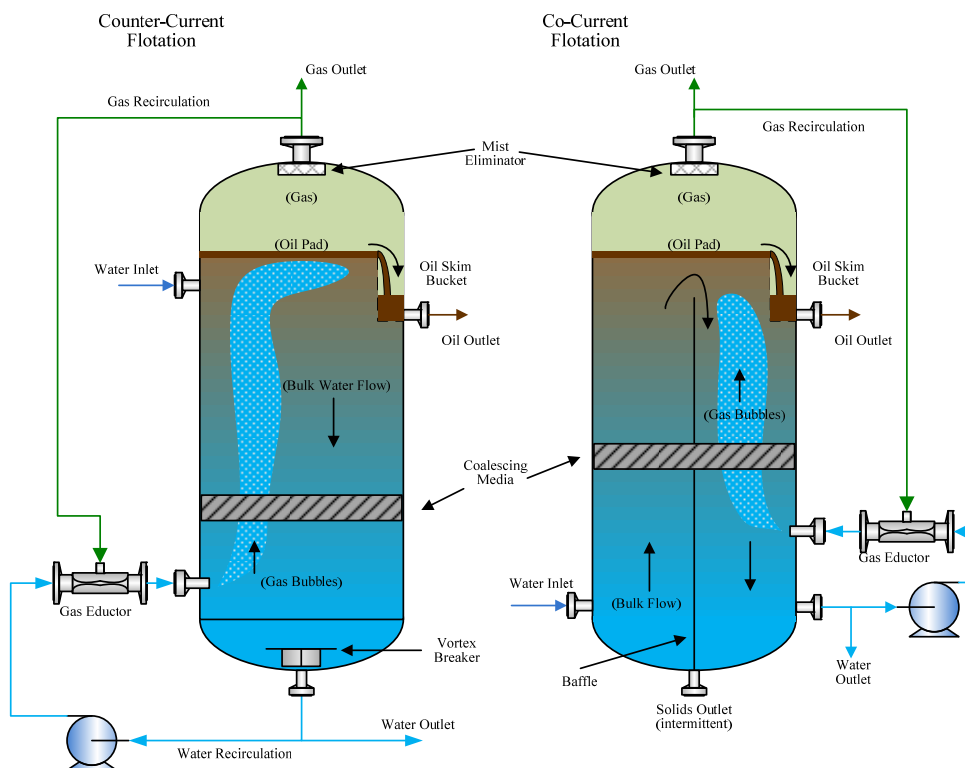 Counter-Current
Flotation
Co-Current
Flotation
Gas Outlet
Gas Outlet
Gas Recirculation
Gas Recirculation
Mist
Eliminator
(Gas)
(Gas)
(Oil Pad)
(Oil Pad)
Water Inlet
Oil Skim
Bucket
Oil Skim
Bucket
Oil Outlet
Oil Outlet
(Bulk Water Flow)
(Gas Bubbles)
Coalescing
Media
Gas Eductor
(Gas Bubbles)
Gas Eductor
Water Inlet
(Bulk Flow)
Vortex
Breaker
Baffle
Water
Outlet
Solids Outlet
(intermittent)
Water Outlet
Water Recirculation